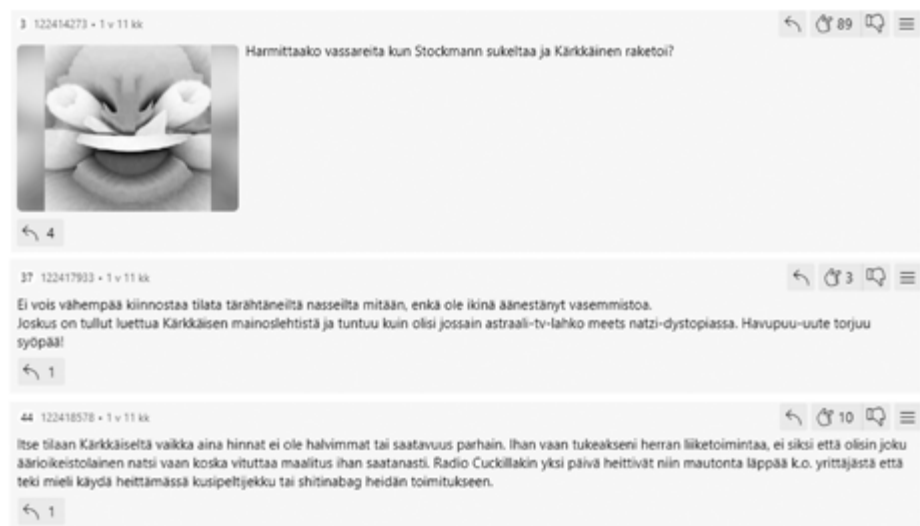 3 122414273 • 1 v 11 kk
89
Harmittaako vassareita kun Stockmann sukeltaa ja Kärkkäinen raketoi?
4
37 122417933 • 1 v 11 kk
3
Ei vois vähempää kiinnostaa tilata tärähtäneiltä nasseilta mitään, enkä ole ikinä äänestänyt vasemmistoa.
Joskus on tullut luettua Kärkkäisen mainoslehtistä ja tuntuu kuin olisi jossain astraali-tv-lahko meets natzi-dystopiassa. Havupuu-uute torjuu
syöpää!
1
44 122418578 • 1 v 11 kk
10
Itse tilaan Kärkkäiseltä vaikka aina hinnat ei ole halvimmat tai saatavuus parhain. Ihan vaan tukeakseni herran liiketoimintaa, ei siksi että olisin joku
äärioikeistolainen natsi vaan koska vituttaa maalitus ihan saatanasti. Radio Cuckillakin yksi päivä heittivät niin mautonta läppää k.o. yrittäjästä että
teki mieli käydä heittämässä kusipeltijekku tai shitinabag heidän toimitukseen.
1